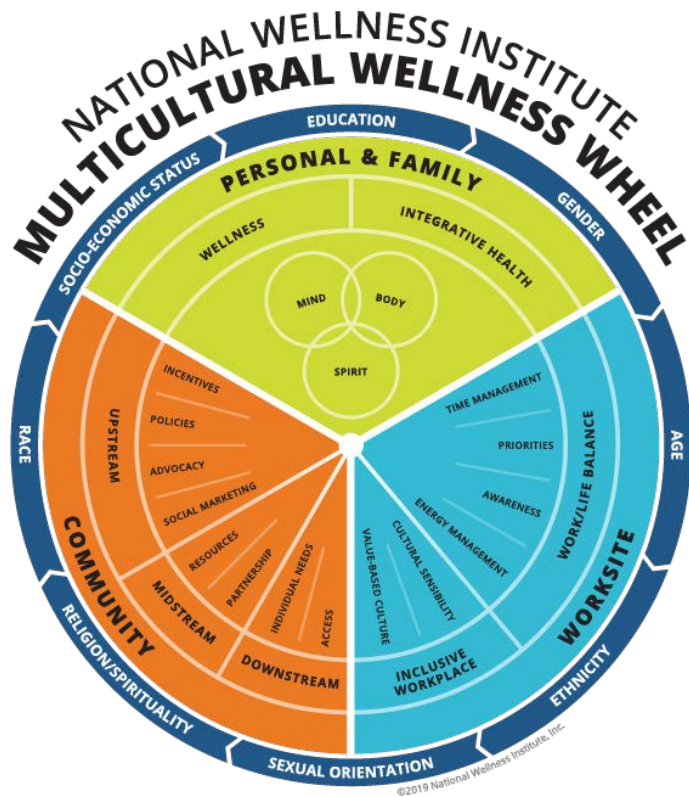 NATIONAL WELLNESS INSTITUTE
MULTICULTURAL WELLNESS WHEEL
EDUCATION
GENDER
AGE
ETHNICITY
SEXUAL ORIENTATION
RELIGION/SPIRITUALITY
RACE
SOCIO-ECONOMIC STATUS
PERSONAL & FAMILY
WELLNESS
INTEGRATIVE HEALTH
MIND
BODY
SPIRIT
WORKSITE
WORK/LIFE BALANCE
TIME MANAGEMENT
PRIORITIES
AWARENESS
ENERGY MANAGEMENT
INCLUSIVE
WORKPLACE
CULTURAL SENSIBILITY
VALUE-BASED CULTURE
COMMUNITY
UPSTREAM
INCENTIVES
POLICIES
ADVOCACY
SOCIAL MARKETING
MIDSTREAM
RESOURCES
PARTNERSHIP
DOWNSTREAM
INDIVIDUAL NEEDS
ACCESS
©2019 National Wellness Institute, Inc.